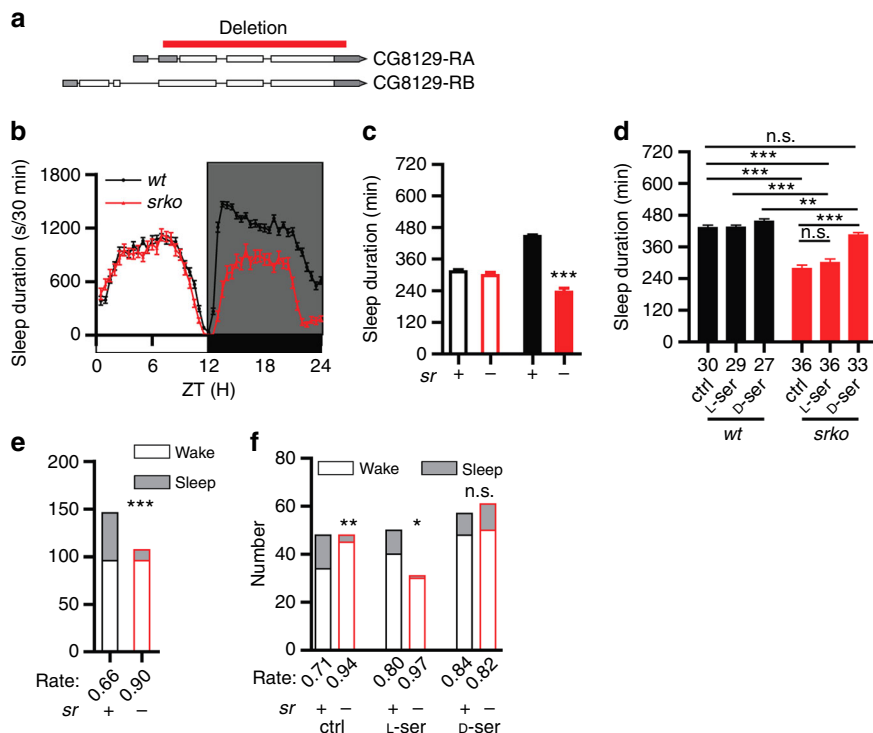 a
Deletion
CG8129-RA
CG8129-RB
b
Sleep duration (s/30 min)
1800
1200
600
0
wt
srko
0 6 12 18 24
ZT (H)
c
Sleep duration (min)
720
600
480
360
240
120
0
***
sr + − + −
d
Sleep duration (min)
720
600
480
360
240
120
0
n.s.
***
***
***
**
***
n.s.
30 29 27 36 36 33
ctrl L-ser D-ser ctrl L-ser D-ser
wt srko
e
Wake
Sleep
200
150
100
50
0
***
Rate: 0.66 0.90
sr + −
f
Wake Sleep
Number
60
40
20
0
** * n.s.
Rate: 0.71 0.94 0.80 0.97 0.84 0.82
sr + − + − + −
ctrl L-ser D-ser